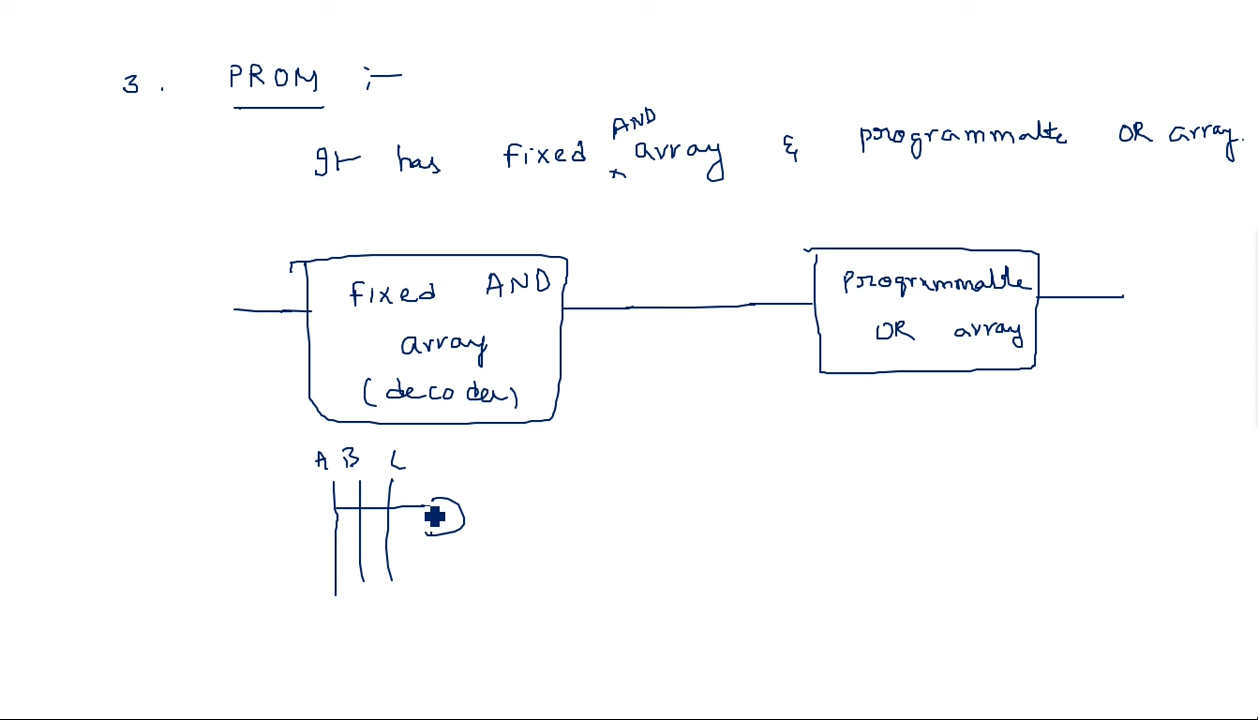 3. PROM :-
It has fixed AND array & programmable OR array.
fixed AND
array
(decoder)
programmable
OR array
A B C